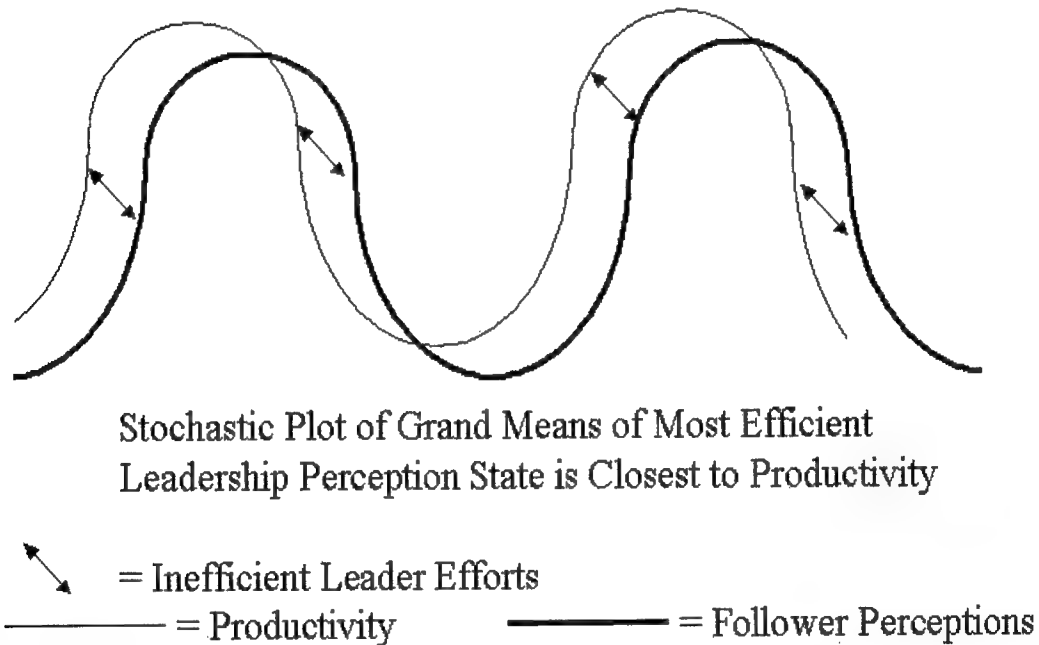 Stochastic Plot of Grand Means of Most Efficient
Leadership Perception State is Closest to Productivity
= Inefficient Leader Efforts
= Productivity = Follower Perceptions